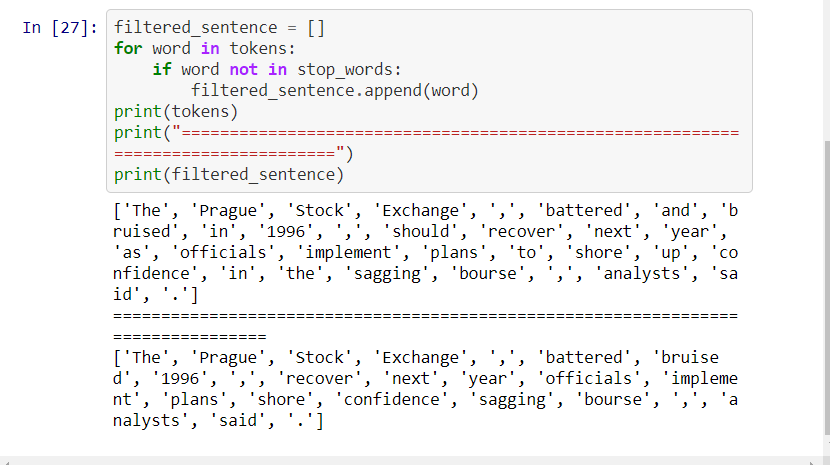 In [27]: filtered_sentence = []
for word in tokens:
    if word not in stop_words:
        filtered_sentence.append(word)
print(tokens)
print("==========================================================
=======================")
print(filtered_sentence)
['The', 'Prague', 'Stock', 'Exchange', ',', 'battered', 'and', 'b
ruised', 'in', '1996', ',', 'should', 'recover', 'next', 'year',
'as', 'officials', 'implement', 'plans', 'to', 'shore', 'up', 'co
nfidence', 'in', 'the', 'sagging', 'bourse', ',', 'analysts', 'sa
id', '.']
=================================================================
================
['The', 'Prague', 'Stock', 'Exchange', ',', 'battered', 'bruise
d', '1996', ',', 'recover', 'next', 'year', 'officials', 'impleme
nt', 'plans', 'shore', 'confidence', 'sagging', 'bourse', ',', 'a
nalysts', 'said', '.']